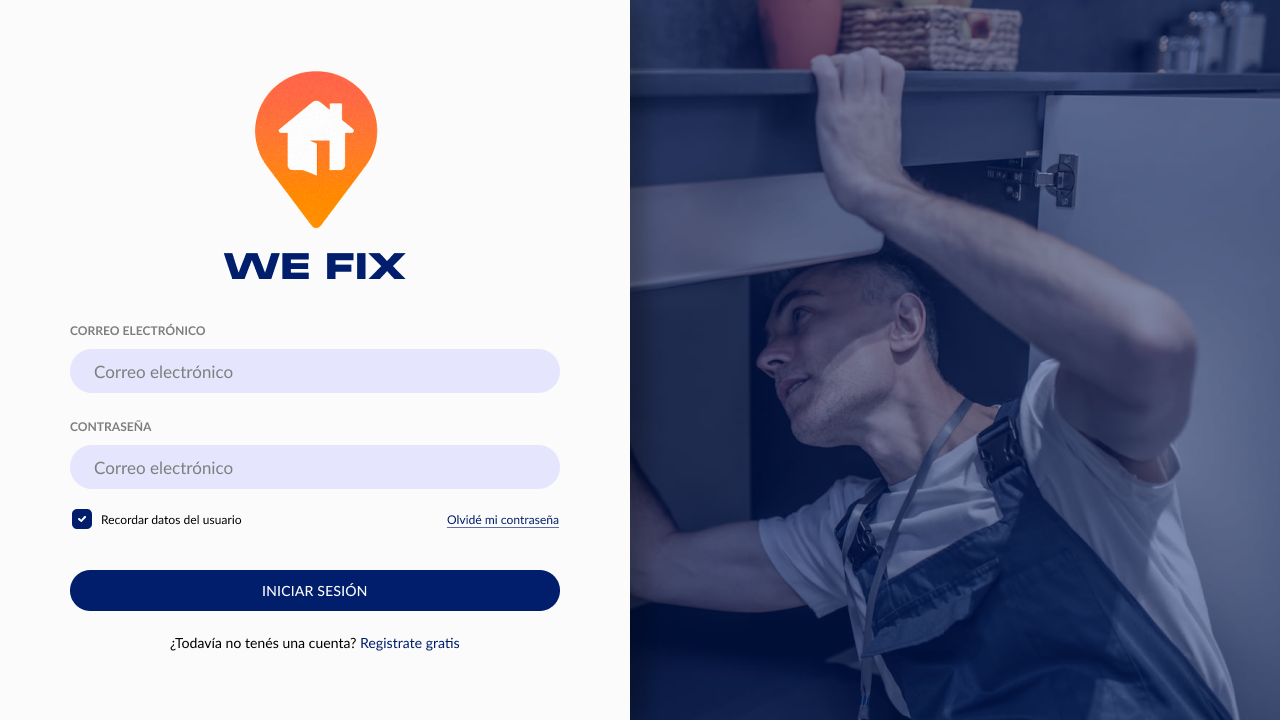 WE FIX
CORREO ELECTRÓNICO
Correo electrónico
CONTRASEÑA
Correo electrónico
Recordar datos del usuario
Olvidé mi contraseña
INICIAR SESIÓN
¿Todavía no tenés una cuenta? Registrate gratis